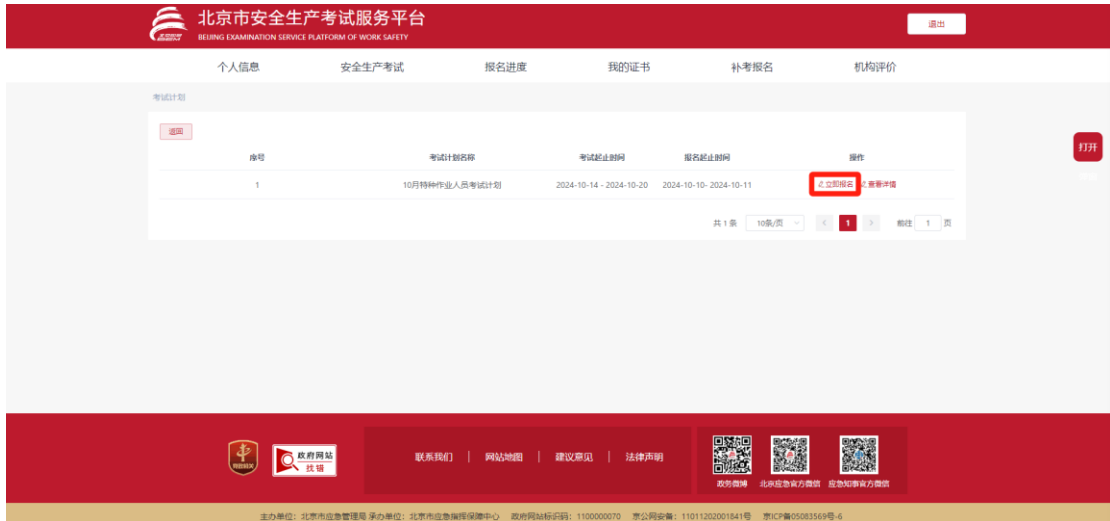 北京市安全生产考试服务平台
BEIJING EXAMINATION SERVICE PLATFORM OF WORK SAFETY
退出
个人信息 安全生产考试 报名进度 我的证书 补考报名 机构评价
考试计划
返回
打开
序号 考试计划名称 考试起止时间 报名起止时间 操作
1 10月特种作业人员考试计划 2024-10-14 - 2024-10-20 2024-10-10- 2024-10-11 立即报名 查看详情
共 1 条 10条/页 < 1 > 前往 1 页
政府网站
找错
联系我们 | 网站地图 | 建议意见 | 法律声明
政务微博 北京应急官方微信 应急知事官方微信
主办单位：北京市应急管理局 承办单位：北京市应急指挥保障中心 政府网站标识码：1100000070 京公网安备：11011202001841号 京ICP备05083569号-6